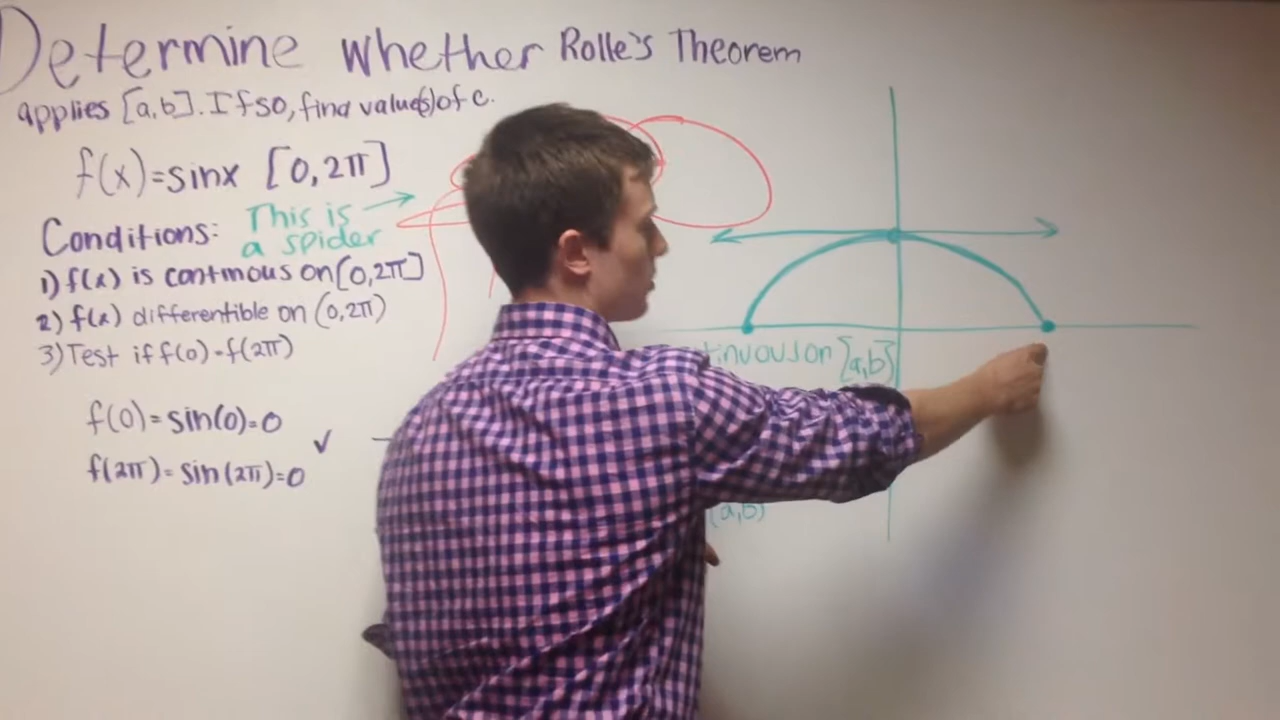 Determine whether Rolle's Theorem
applies [a,b]. If so, find value(s) of c.
f(x)=sinx [0,2π]
This is →
a spider
Conditions:
1) f(x) is contmous on [0,2π]
2) f(x) differentible on (0,2π)
3) Test if f(0)=f(2π)
f(0)=sin(0)=0
f(2π)=sin(2π)=0
✓
on [a,b]
(a,b)